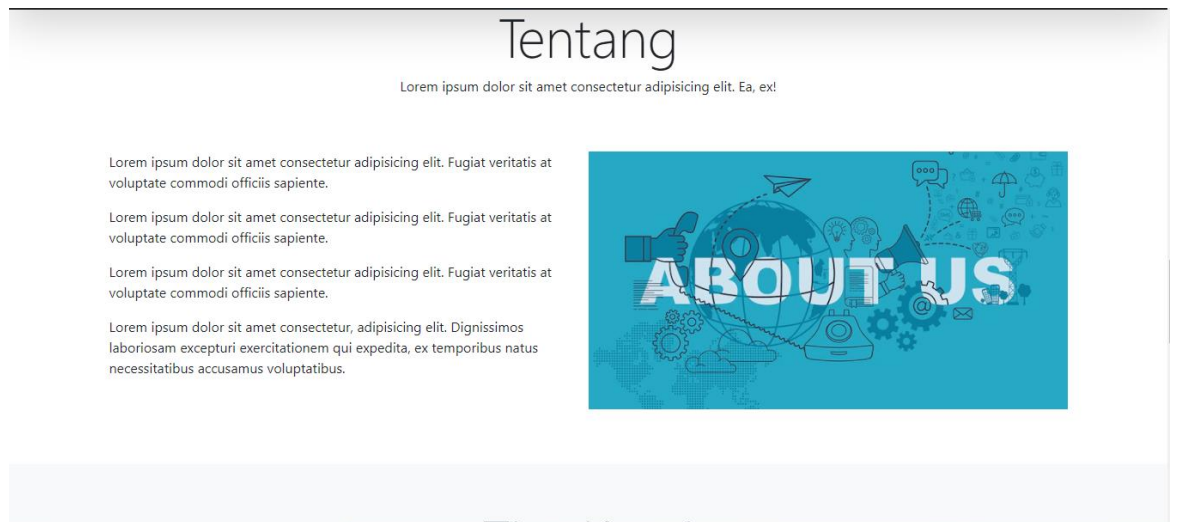 Tentang
Lorem ipsum dolor sit amet consectetur adipisicing elit. Ea, ex!
Lorem ipsum dolor sit amet consectetur adipisicing elit. Fugiat veritatis at
voluptate commodi officiis sapiente.
Lorem ipsum dolor sit amet consectetur adipisicing elit. Fugiat veritatis at
voluptate commodi officiis sapiente.
Lorem ipsum dolor sit amet consectetur adipisicing elit. Fugiat veritatis at
voluptate commodi officiis sapiente.
Lorem ipsum dolor sit amet consectetur, adipisicing elit. Dignissimos
laboriosam excepturi exercitationem qui expedita, ex temporibus natus
necessitatibus accusamus voluptatibus.
ABOUT US
@